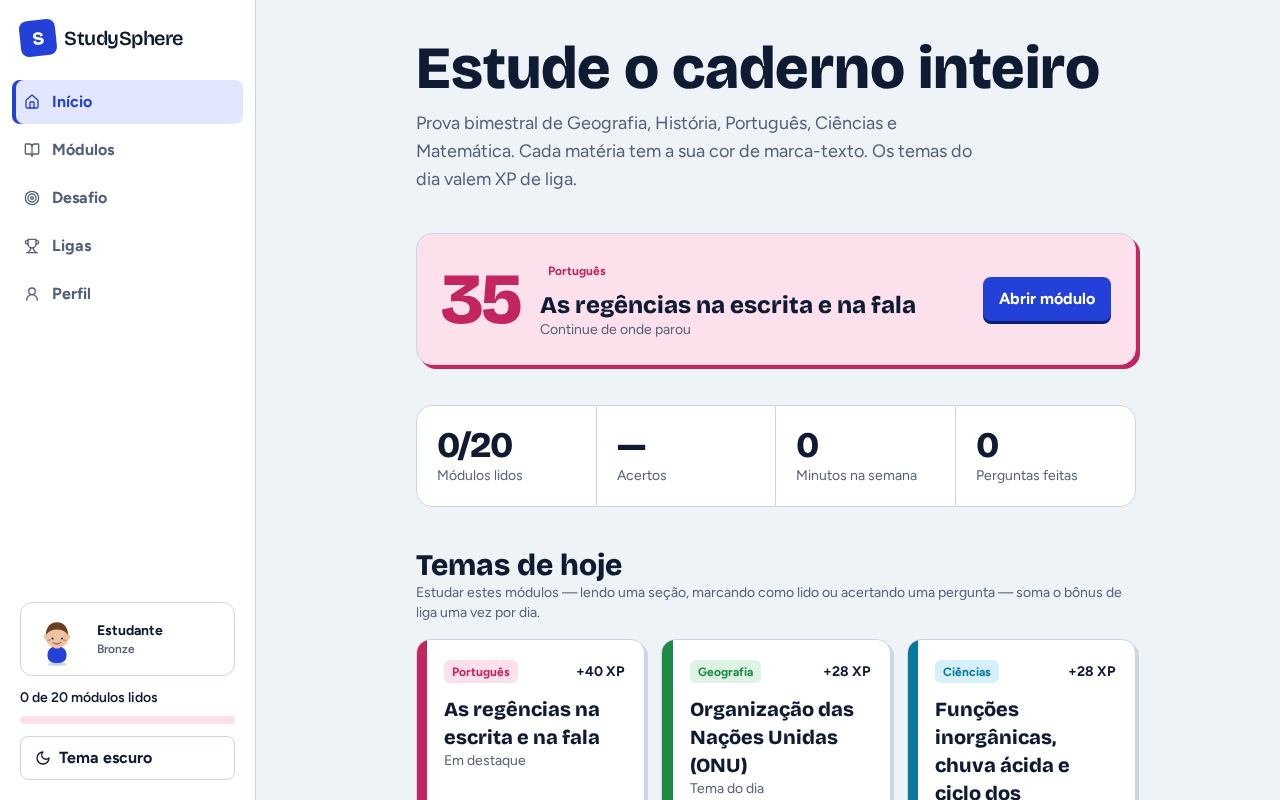 S StudySphere
Início
Módulos
Desafio
Ligas
Perfil
Estudante
Bronze
0 de 20 módulos lidos
Tema escuro
Estude o caderno inteiro
Prova bimestral de Geografia, História, Português, Ciências e
Matemática. Cada matéria tem a sua cor de marca-texto. Os temas do
dia valem XP de liga.
35
Português
As regências na escrita e na fala
Continue de onde parou
Abrir módulo
0/20
Módulos lidos
—
Acertos
0
Minutos na semana
0
Perguntas feitas
Temas de hoje
Estudar estes módulos — lendo uma seção, marcando como lido ou acertando uma pergunta — soma o bônus de
liga uma vez por dia.
Português +40 XP
As regências na
escrita e na fala
Em destaque
Geografia +28 XP
Organização das
Nações Unidas
(ONU)
Tema do dia
Ciências +28 XP
Funções
inorgânicas,
chuva ácida e
ciclo dos